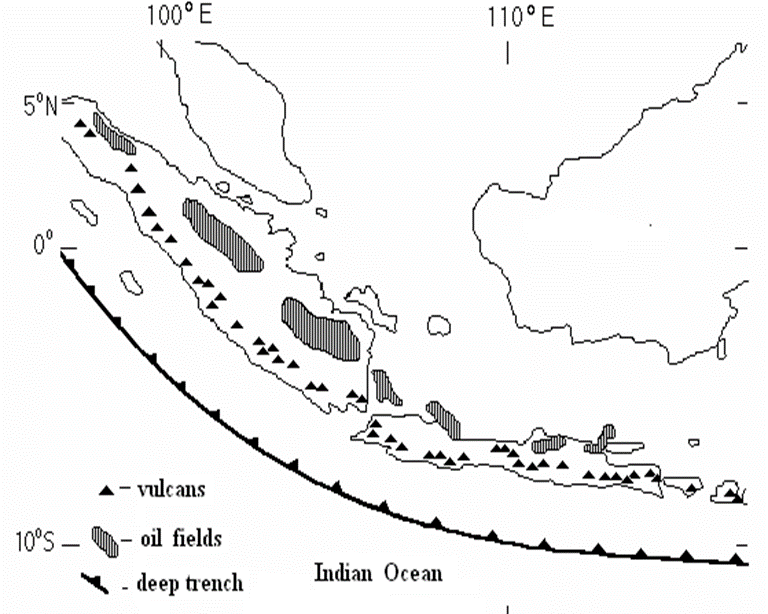 100° E
110° E
5°N
0°
10°S
- vulcans
- oil fields
- deep trench
Indian Ocean